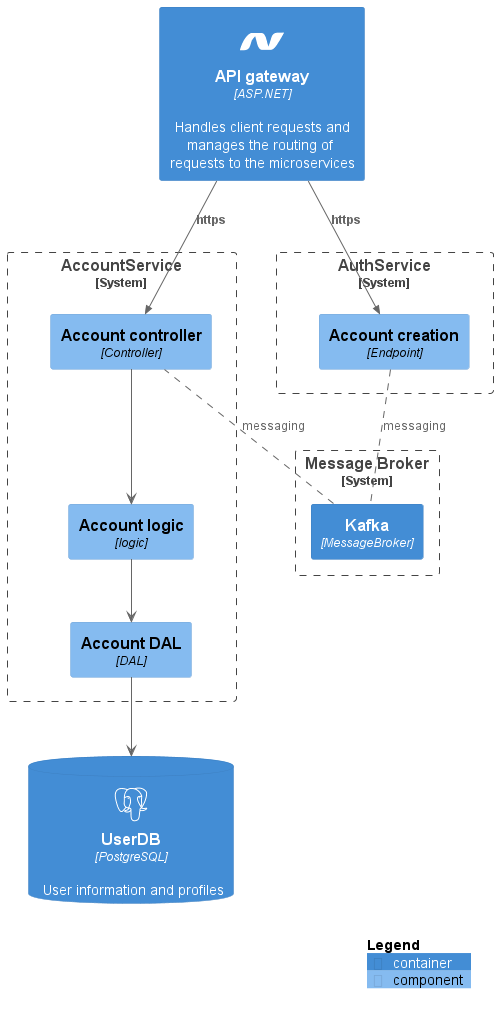 API gateway
[ASP.NET]
Handles client requests and
manages the routing of
requests to the microservices
https
https
AccountService
[System]
AuthService
[System]
Account controller
[Controller]
Account creation
[Endpoint]
messaging
messaging
Message Broker
[System]
Account logic
[logic]
Kafka
[MessageBroker]
Account DAL
[DAL]
UserDB
[PostgreSQL]
User information and profiles
Legend
container
component